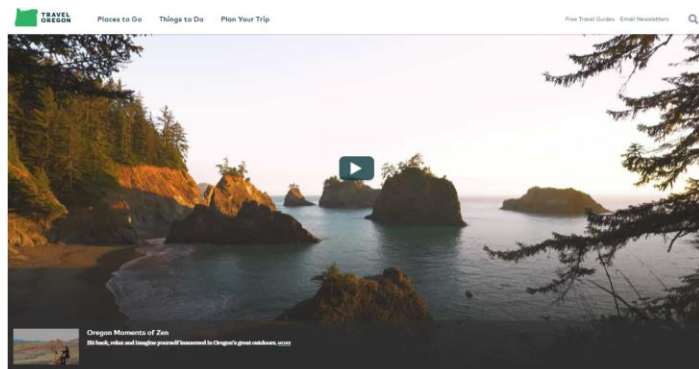 TRAVEL
OREGON
Places to Go Things to Do Plan Your Trip
Free Travel Guides Email Newsletters
Oregon Moments of Zen
Sit back, relax and imagine yourself immersed in Oregon's great outdoors. MORE